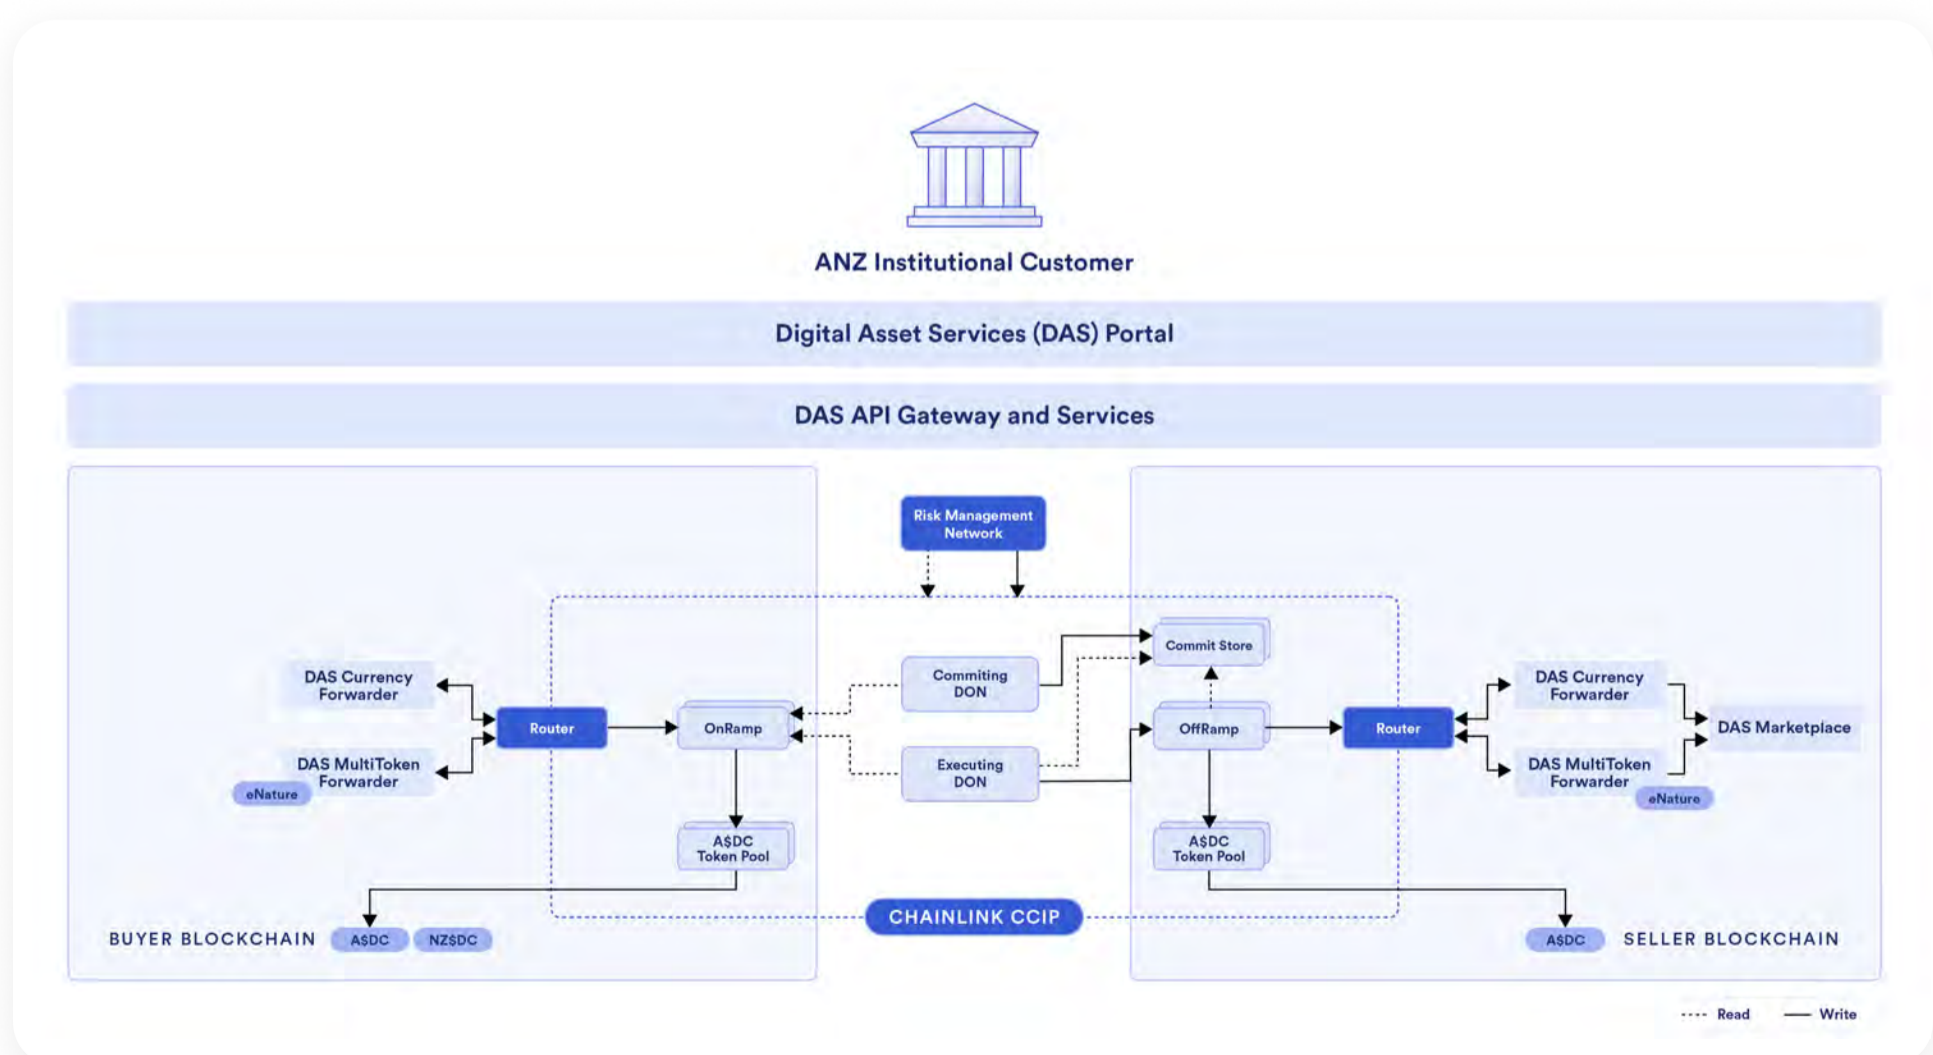 ANZ Institutional Customer
Digital Asset Services (DAS) Portal
DAS API Gateway and Services
Risk Management
Network
Commit Store
Commiting
DON
DAS Currency
Forwarder
Router
OnRamp
Executing
DON
OffRamp
Router
DAS Currency
Forwarder
DAS Marketplace
DAS MultiToken
Forwarder
eNature
DAS MultiToken
Forwarder
eNature
A$DC
Token Pool
A$DC
Token Pool
CHAINLINK CCIP
BUYER BLOCKCHAIN
A$DC
NZ$DC
A$DC
SELLER BLOCKCHAIN
Read
Write